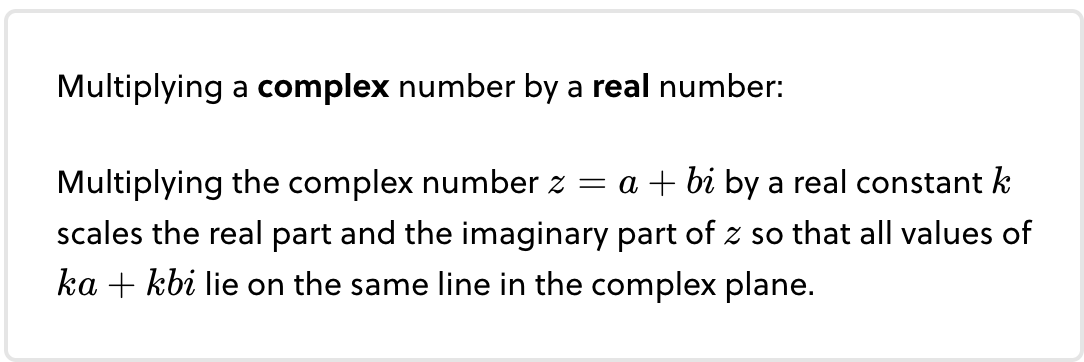 Multiplying a complex number by a real number:
Multiplying the complex number z = a + bi by a real constant k
scales the real part and the imaginary part of z so that all values of
ka + kbi lie on the same line in the complex plane.